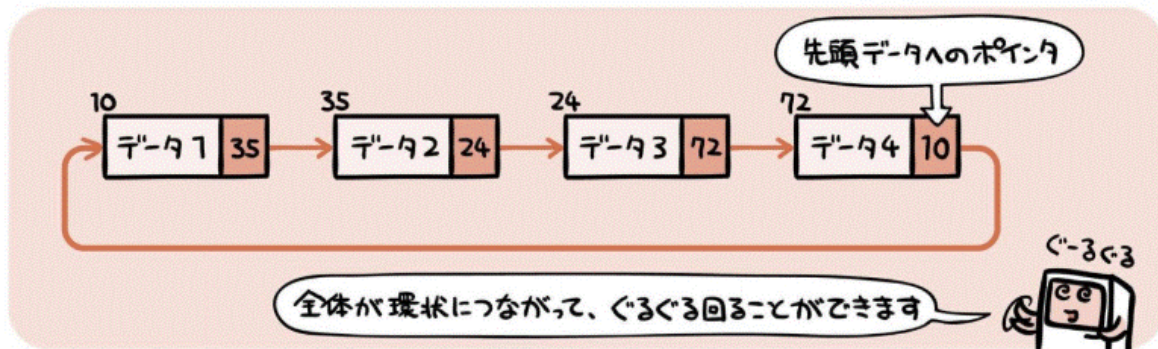 先頭データへのポインタ
10 35 24 72
データ1 35 データ2 24 データ3 72 データ4 10
ぐーるぐる
全体が環状につながって、ぐるぐる回ることができます